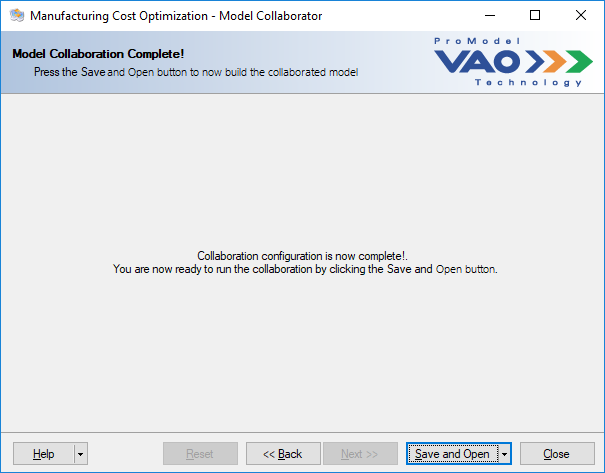 Manufacturing Cost Optimization - Model Collaborator
Model Collaboration Complete!
Press the Save and Open button to now build the collaborated model
ProModel
VAO
Technology
Collaboration configuration is now complete!.
You are now ready to run the collaboration by clicking the Save and Open button.
Help
Reset
<< Back
Next >>
Save and Open
Close